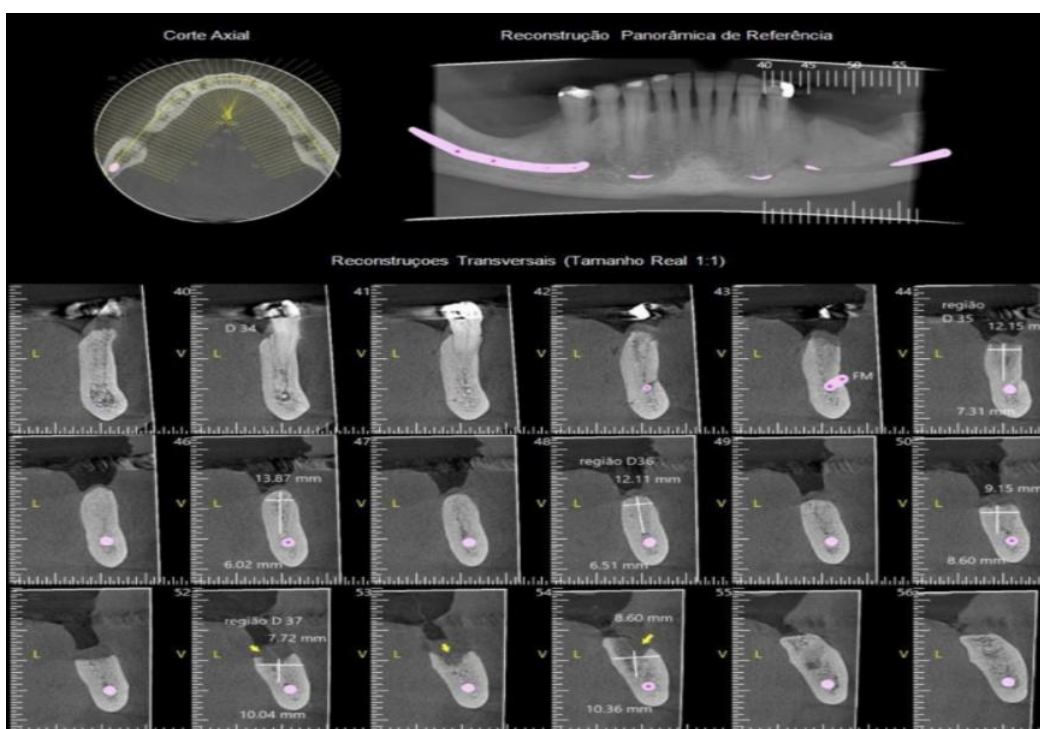 Corte Axial
Reconstrução Panorâmica de Referência
40 45 50 55
Reconstruçoes Transversais (Tamanho Real 1:1)
40 41 42 43 44
região
D 35
12.15 mm
D 34
L V L V L V L V L V L
FM
7.31 mm
46 47 48 49 50
região D36
13.87 mm
12.11 mm
9.15 mm
L V L V L V L V L V L
6.02 mm
6.51 mm
8.60 mm
52 53 54 55 56
região D 37
7.72 mm
8.60 mm
L V L V L V L V L V L
10.04 mm
10.36 mm